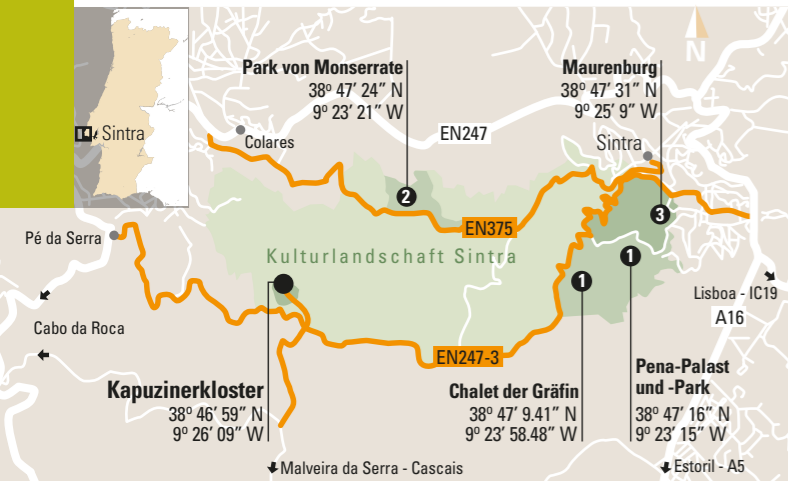 Sintra
N
Park von Monserrate
38º 47’ 24” N
9º 23’ 21” W
Maurenburg
38º 47’ 31” N
9º 25’ 9” W
Colares
EN247
Sintra
2
3
EN375
Pé da Serra
Kulturlandschaft Sintra
1
1
Lisboa - IC19
A16
Cabo da Roca
EN247-3
Kapuzinerkloster
38º 46’ 59” N
9º 26’ 09” W
Chalet der Gräfin
38º 47’ 9.41” N
9º 23’ 58.48” W
Pena-Palast
und -Park
38º 47’ 16” N
9º 23’ 15” W
Malveira da Serra - Cascais
Estoril - A5